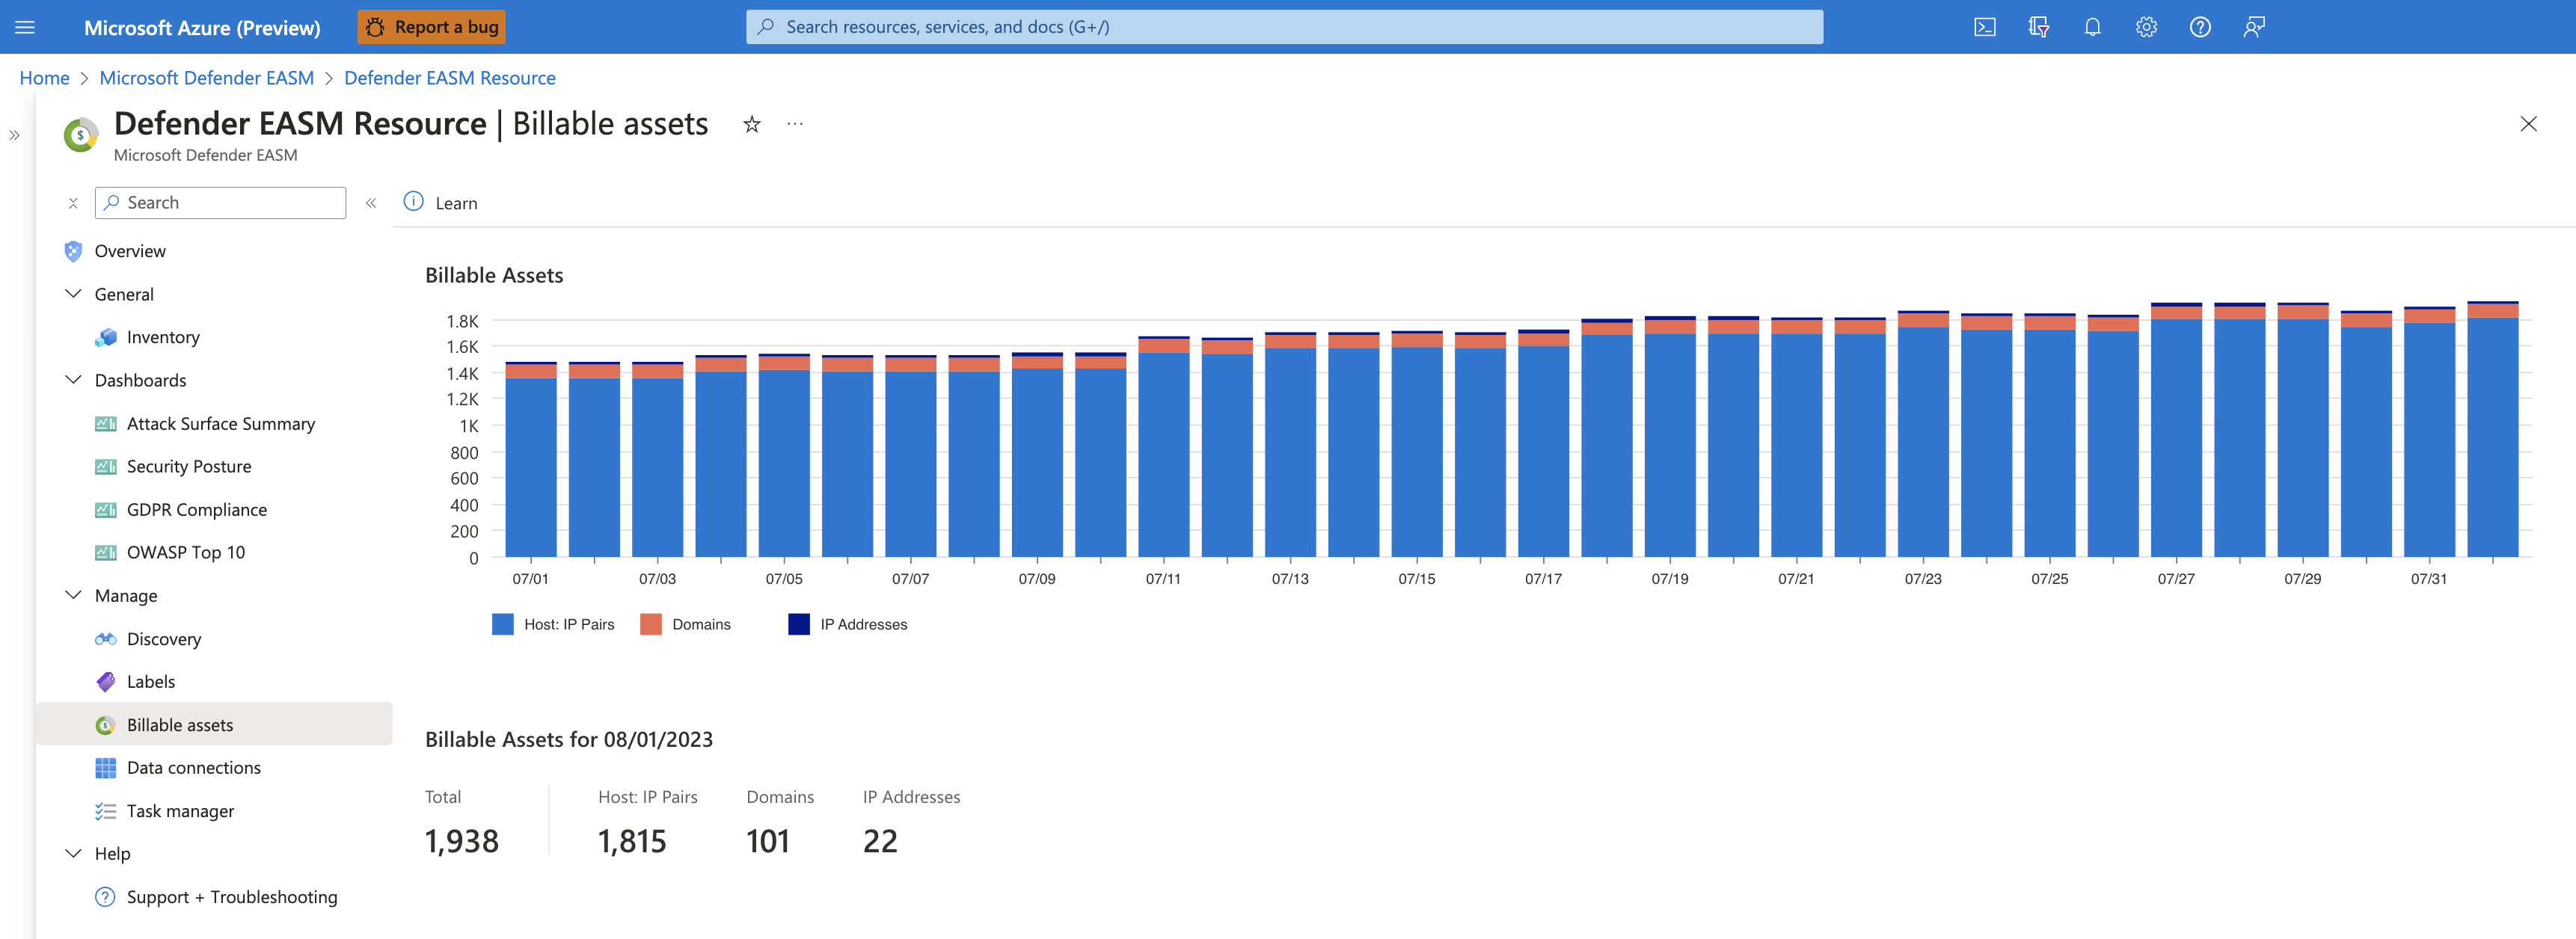 Microsoft Azure (Preview)
Report a bug
Search resources, services, and docs (G+/)
Home > Microsoft Defender EASM > Defender EASM Resource
Defender EASM Resource | Billable assets
Microsoft Defender EASM
Search
Learn
Overview
General
Inventory
Dashboards
Attack Surface Summary
Security Posture
GDPR Compliance
OWASP Top 10
Manage
Discovery
Labels
Billable assets
Data connections
Task manager
Help
Support + Troubleshooting
Billable Assets
1.8K
1.6K
1.4K
1.2K
1K
800
600
400
200
0
07/01 07/03 07/05 07/07 07/09 07/11 07/13 07/15 07/17 07/19 07/21 07/23 07/25 07/27 07/29 07/31
Host: IP Pairs Domains IP Addresses
Billable Assets for 08/01/2023
Total Host: IP Pairs Domains IP Addresses
1,938 1,815 101 22